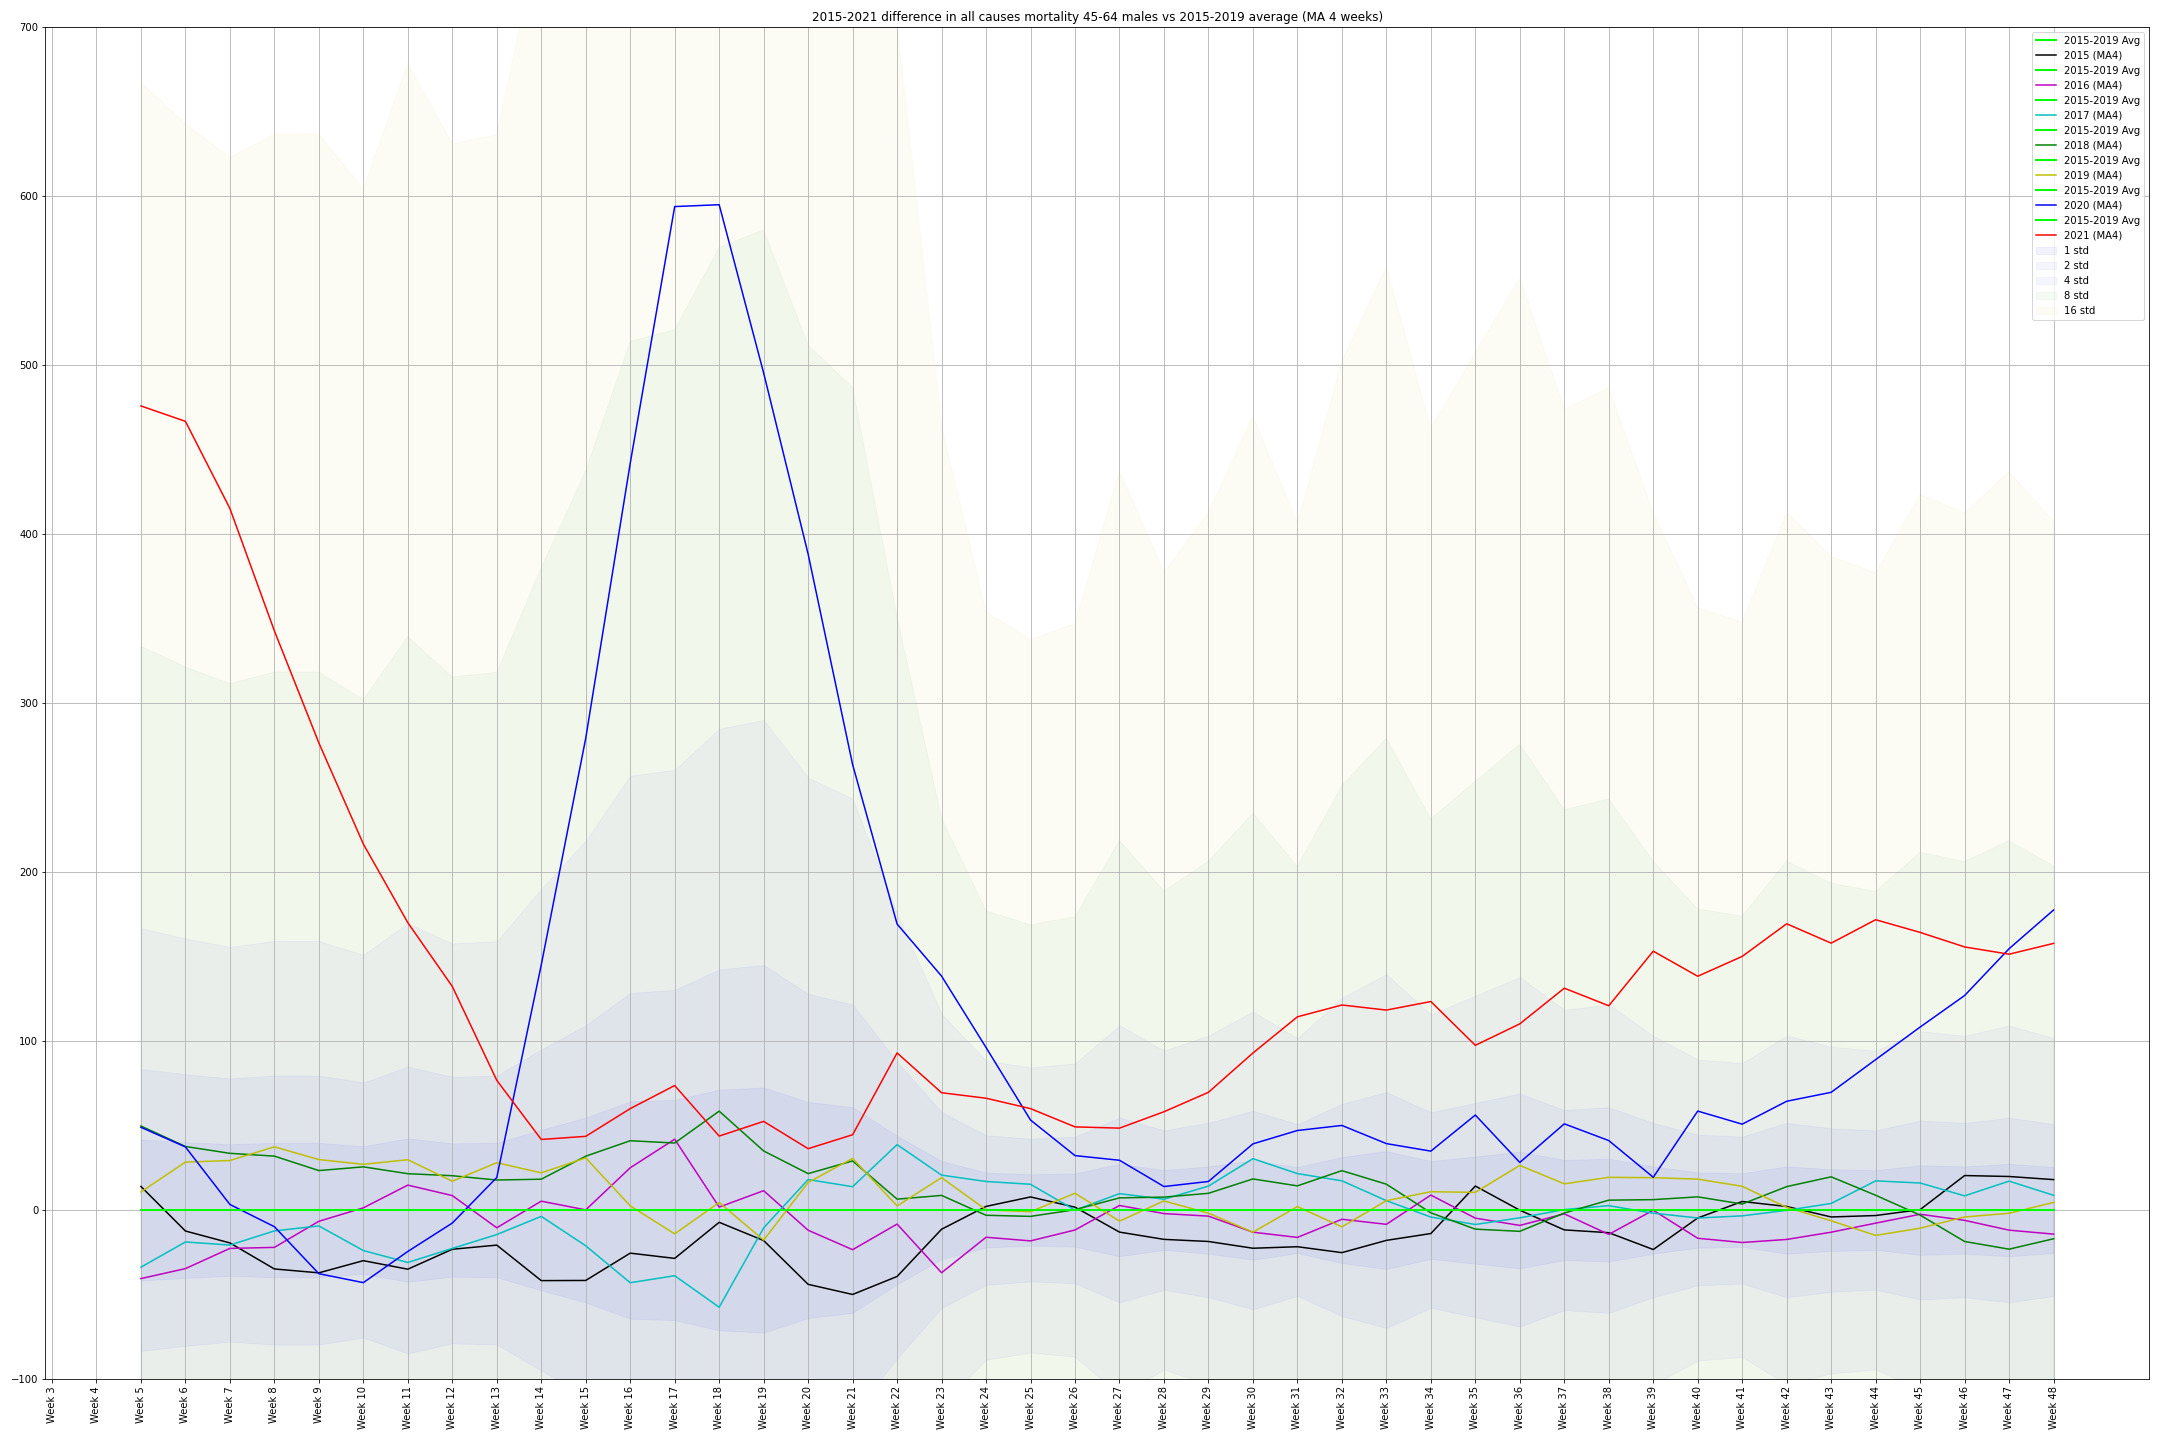 2015-2021 difference in all causes mortality 45-64 males vs 2015-2019 average (MA 4 weeks)
700
600
500
400
300
200
100
0
−100
2015-2019 Avg
2015 (MA4)
2015-2019 Avg
2016 (MA4)
2015-2019 Avg
2017 (MA4)
2015-2019 Avg
2018 (MA4)
2015-2019 Avg
2019 (MA4)
2015-2019 Avg
2020 (MA4)
2015-2019 Avg
2021 (MA4)
1 std
2 std
4 std
8 std
16 std
Week 3
Week 4
Week 5
Week 6
Week 7
Week 8
Week 9
Week 10
Week 11
Week 12
Week 13
Week 14
Week 15
Week 16
Week 17
Week 18
Week 19
Week 20
Week 21
Week 22
Week 23
Week 24
Week 25
Week 26
Week 27
Week 28
Week 29
Week 30
Week 31
Week 32
Week 33
Week 34
Week 35
Week 36
Week 37
Week 38
Week 39
Week 40
Week 41
Week 42
Week 43
Week 44
Week 45
Week 46
Week 47
Week 48